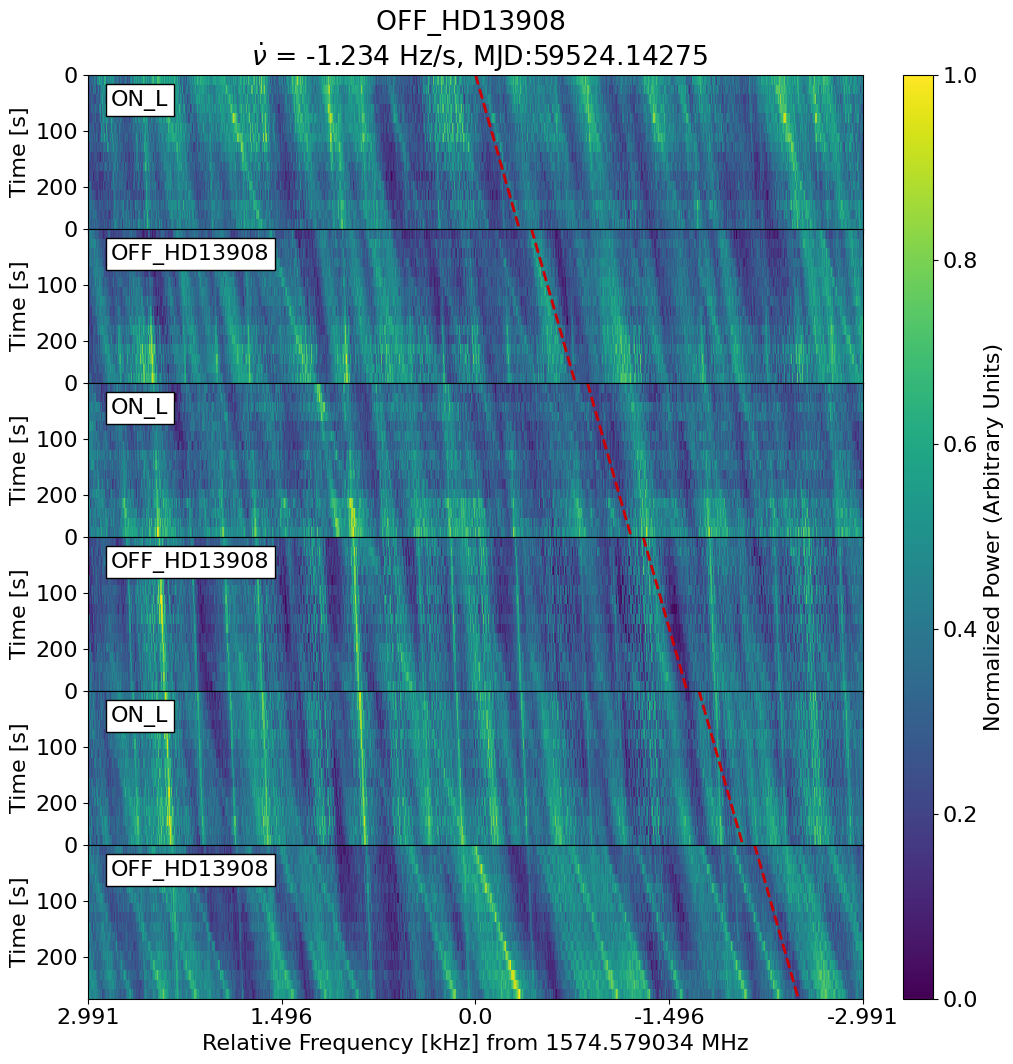 OFF_HD13908
ν̇ = -1.234 Hz/s, MJD:59524.14275
ON_L
OFF_HD13908
ON_L
OFF_HD13908
ON_L
OFF_HD13908
0
100
200
0
100
200
0
100
200
0
100
200
0
100
200
0
100
200
Time [s]
Time [s]
Time [s]
Time [s]
Time [s]
Time [s]
2.991 1.496 0.0 -1.496 -2.991
Relative Frequency [kHz] from 1574.579034 MHz
1.0
0.8
0.6
0.4
0.2
0.0
Normalized Power (Arbitrary Units)